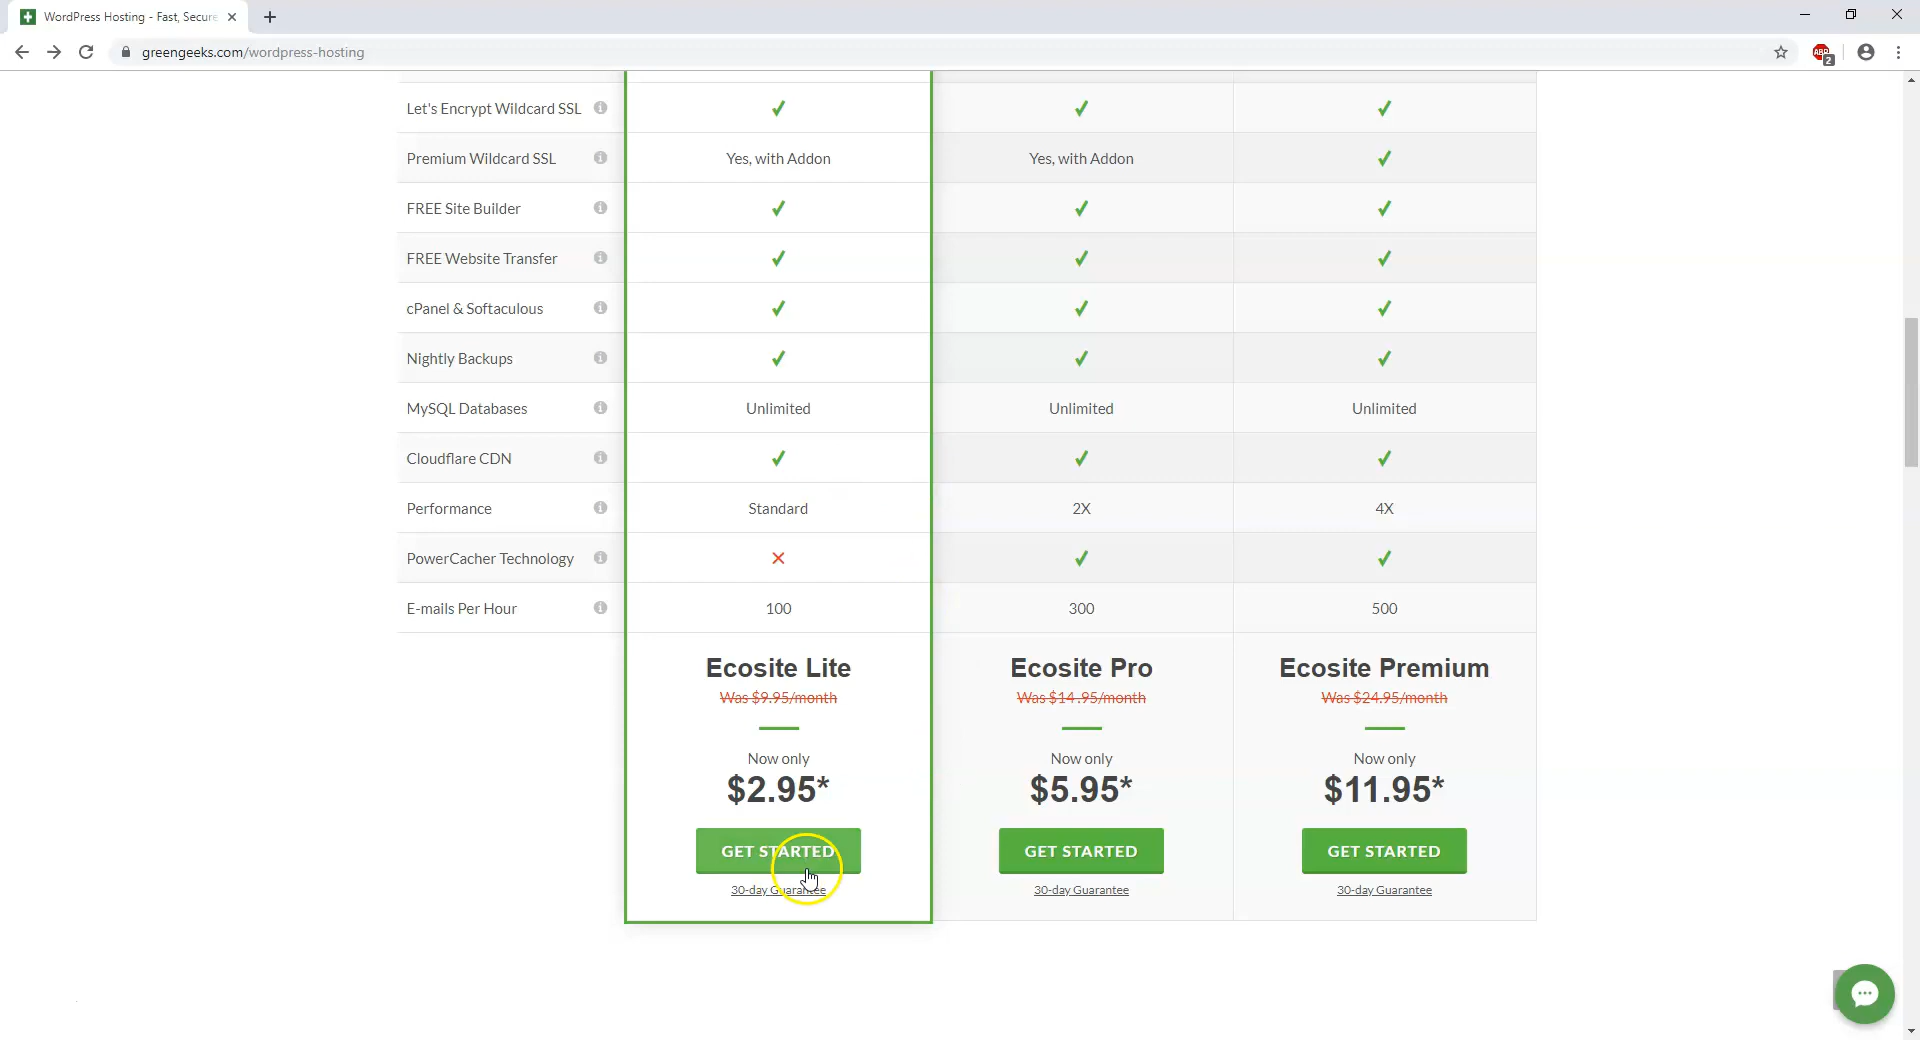 WordPress Hosting - Fast, Secure
greengeeks.com/wordpress-hosting
ABP
2
Let's Encrypt Wildcard SSL
Premium Wildcard SSL Yes, with Addon Yes, with Addon
FREE Site Builder
FREE Website Transfer
cPanel & Softaculous
Nightly Backups
MySQL Databases Unlimited Unlimited Unlimited
Cloudflare CDN
Performance Standard 2X 4X
PowerCacher Technology
E-mails Per Hour 100 300 500
Ecosite Lite Ecosite Pro Ecosite Premium
Was $9.95/month Was $14.95/month Was $24.95/month
Now only Now only Now only
$2.95* $5.95* $11.95*
GET STARTED GET STARTED GET STARTED
30-day Guarantee 30-day Guarantee 30-day Guarantee